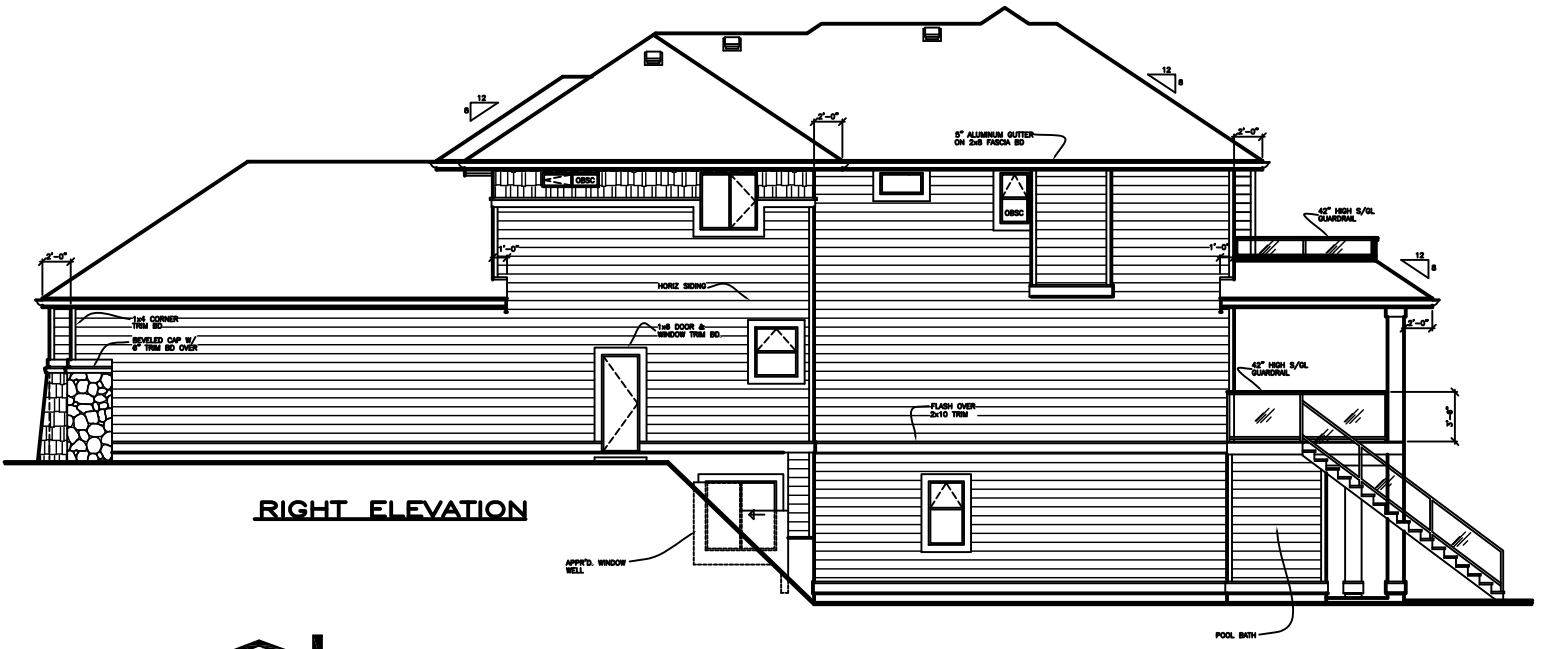 12
8
12
8
2'-0"
5" ALUMINUM GUTTER
ON 2x8 FASCIA BD
2'-0"
OBSC
OBSC
42" HIGH S/GL
GUARDRAIL
2'-0"
1'-0"
1'-0"
12
8
HORIZ SIDING
1x4 CORNER
TRIM BD
1x6 DOOR &
WINDOW TRIM BD.
2'-0"
BEVELED CAP W/
6" TRIM BD OVER
42" HIGH S/GL
GUARDRAIL
FLASH OVER
2x10 TRIM
3'-6"
RIGHT ELEVATION
APPR'D. WINDOW
WELL
POOL BATH